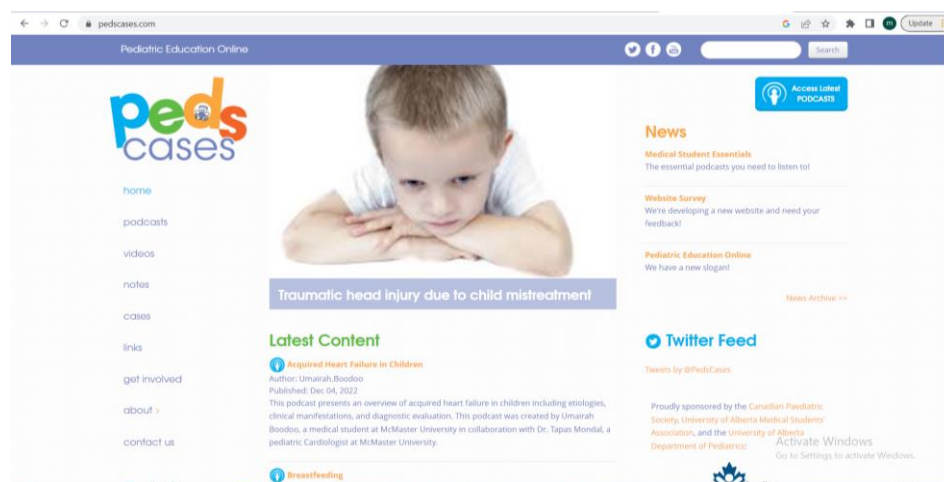 pedscases.com
Update
Pediatric Education Online
Search
peds
cases
home
podcasts
videos
notes
cases
links
get involved
about ›
contact us
Traumatic head injury due to child mistreatment
Latest Content
Acquired Heart Failure in Children
Author: Umairah.Boodoo
Published: Dec 04, 2022
This podcast presents an overview of acquired heart failure in children including etiologies,
clinical manifestations, and diagnostic evaluation. This podcast was created by Umairah
Boodoo, a medical student at McMaster University in collaboration with Dr. Tapas Mondal, a
pediatric Cardiologist at McMaster University.
Breastfeeding
Access Latest
PODCASTS
News
Medical Student Essentials
The essential podcasts you need to listen to!
Website Survey
We're developing a new website and need your
feedback!
Pediatric Education Online
We have a new slogan!
News Archive >>
Twitter Feed
Tweets by @PedsCases
Proudly sponsored by the Canadian Paediatric
Society, University of Alberta Medical Students'
Association, and the University of Alberta
Department of Pediatrics:
Activate Windows
Go to Settings to activate Windows.